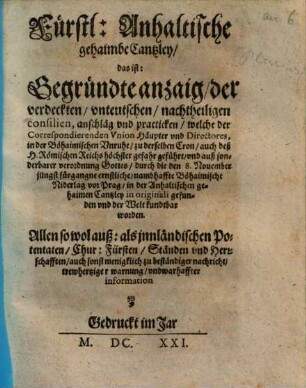 Fürstl: Anhaltische
gehaimbe Cantzley/
das ist:
Gegründte anzaig/ der
verdeckten/ vnteutschen/ nachtheiligen
consilien, anschläg vnd practicken/ welche der
Correspondierenden Vnion Häupter vnd Directores,
in der Böhaimischen Vnruhe/ zu derselben Cron/ auch deß
H. Römischen Reichs höchster gefahr geführt/ vnd auß son-
derbarer verordnung Gottes/ durch die den 8. Nouember
jüngst fürgangne ernstliche/ namhaffte Böhaimische
Niderlag vor Prag/ in der Anhaltischen ge-
haimen Cantzley in originali gefun-
den vnd der Welt kundtbar
worden.
Allen so wol auß: als jnnländischen Po-
tentaten/ Chur: Fürsten/ Ständen vnd Herr-
schafften/ auch sonst menigklich zu beständiger nachricht/
trewhertziger warnung/ vnd warhaffter
information
Gedruckt im Jar
M. DC. XXI.